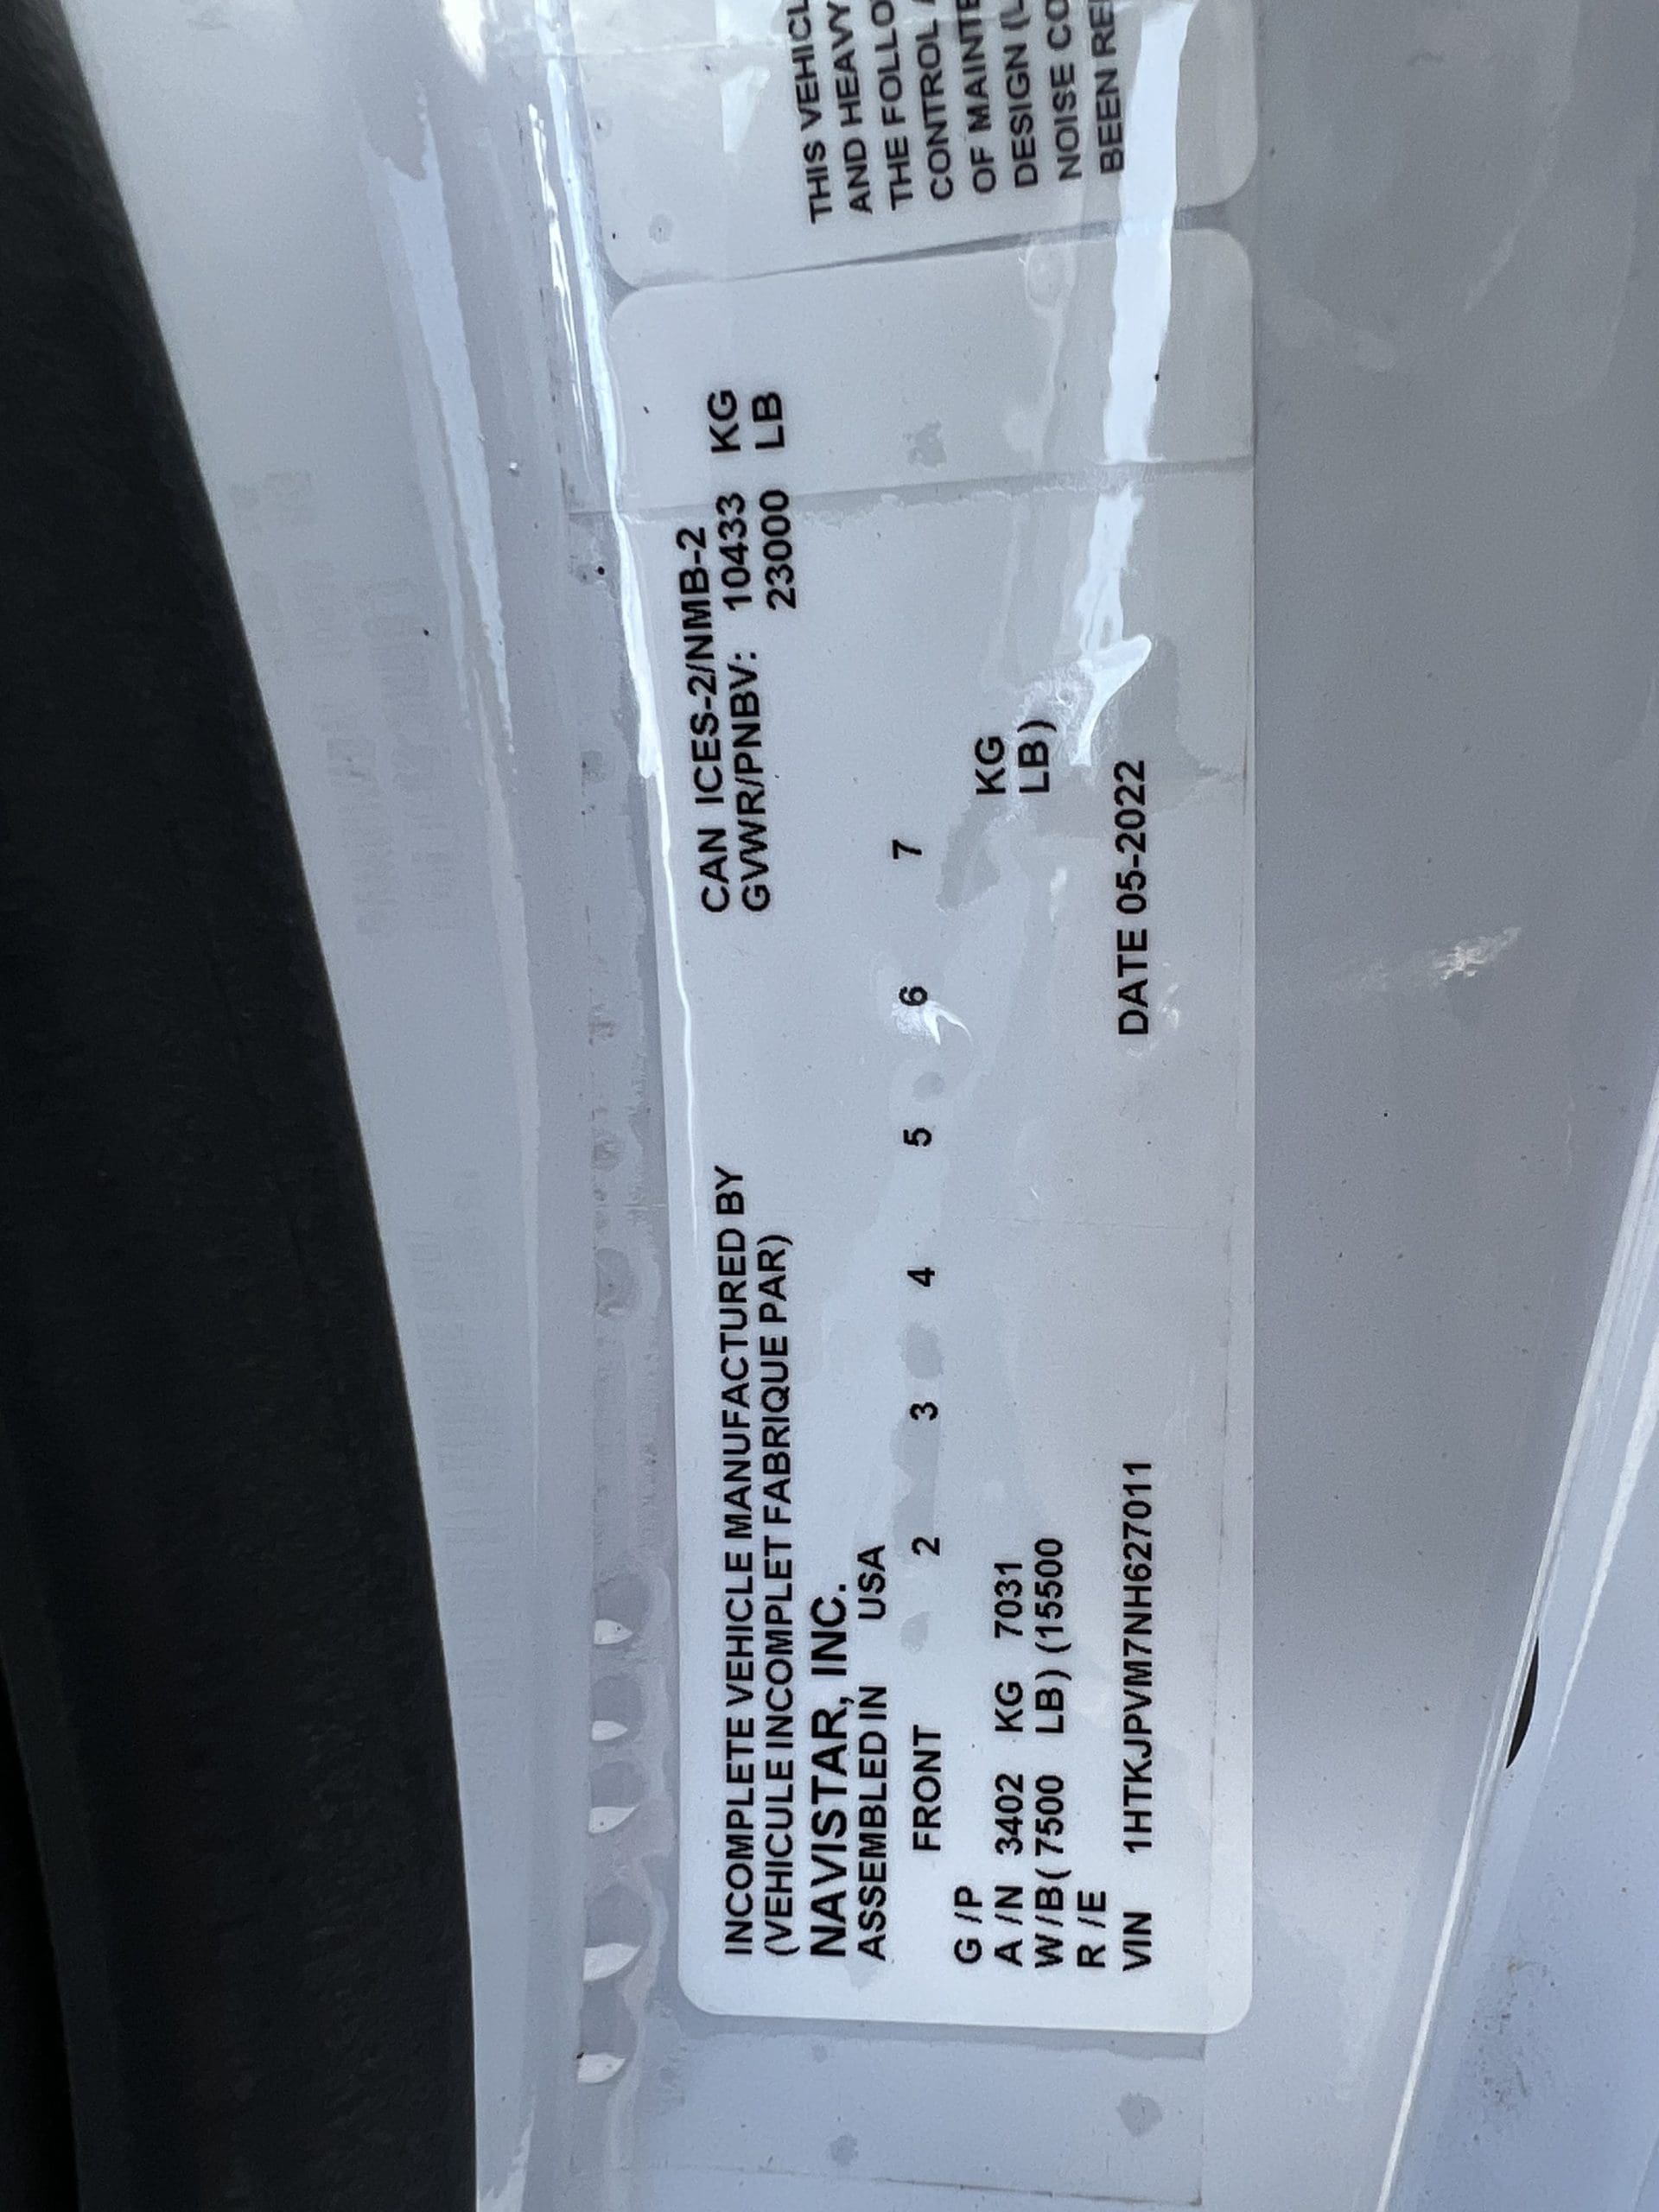 INCOMPLETE VEHICLE MANUFACTURED BY
(VEHICULE INCOMPLET FABRIQUE PAR)
NAVISTAR, INC.
ASSEMBLED IN USA
CAN ICES-2/NMB-2
GVWR/PNBV: 10433 KG
23000 LB
FRONT 2 3 4 5 6 7
G /P
A /N 3402 KG 7031 KG
W/B( 7500 LB) (15500 LB)
R /E
VIN 1HTKJPVM7NH627011 DATE 05-2022
THIS VEHICL
AND HEAVY
THE FOLLO
CONTROL
OF MAINTE
DESIGN (L
NOISE CO
BEEN RE